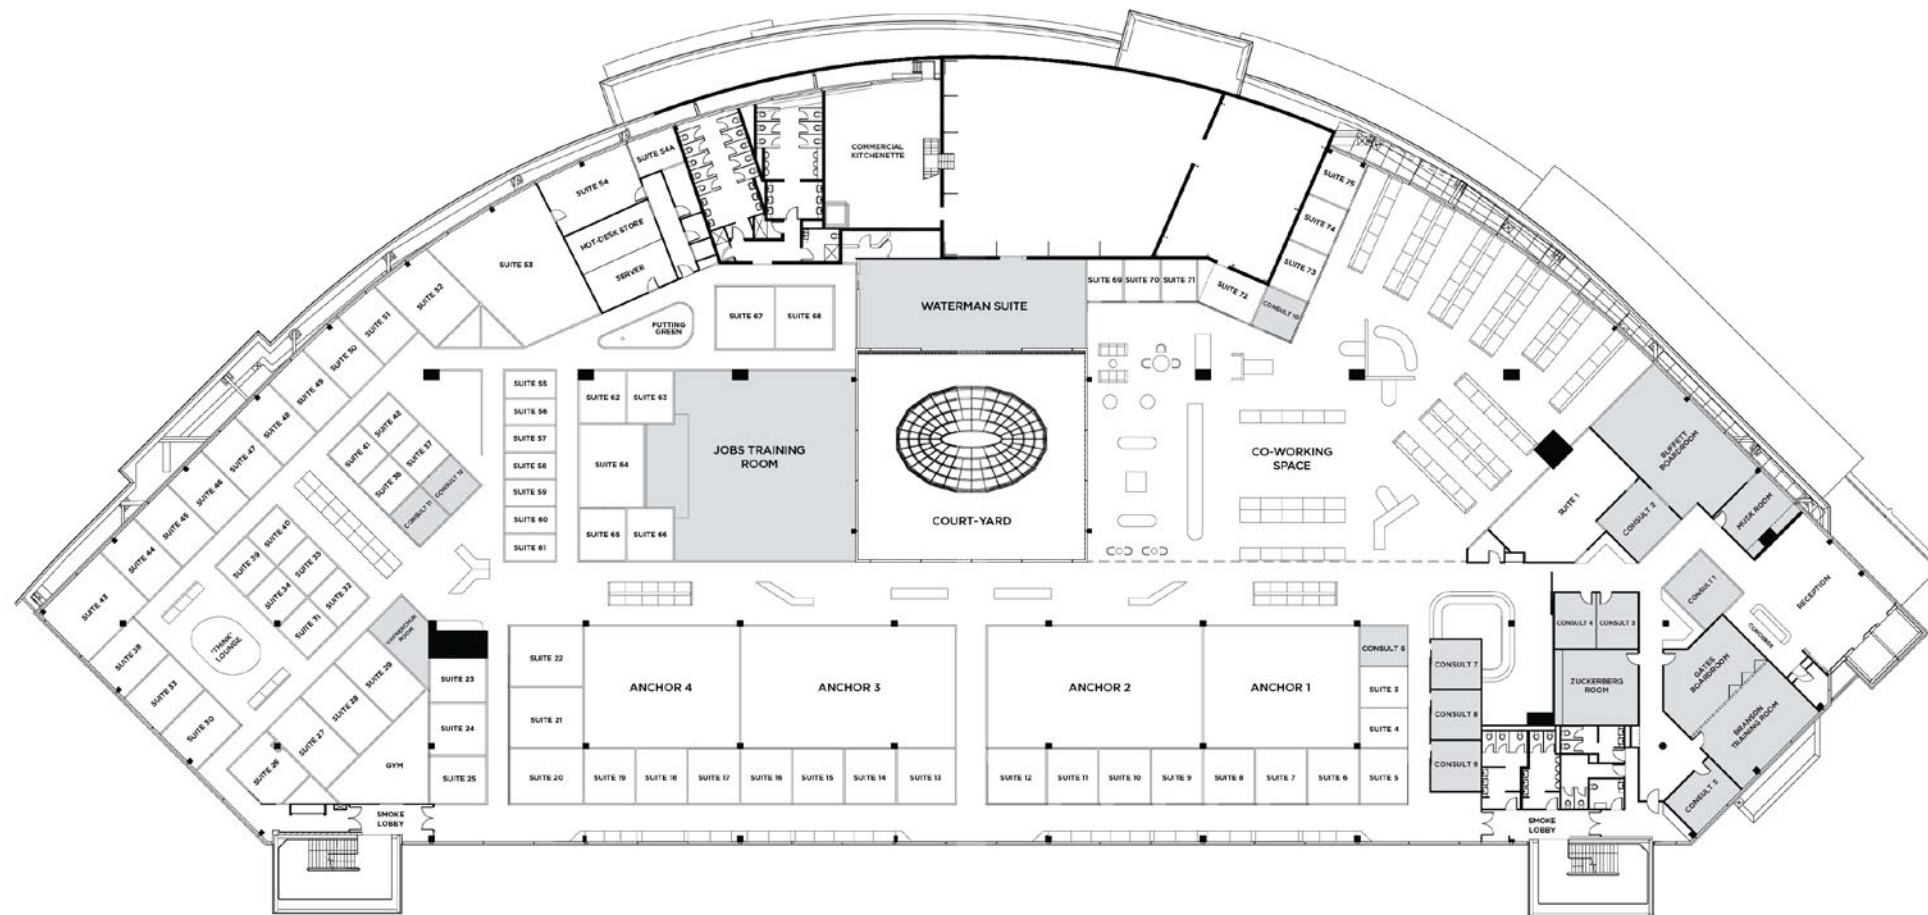 SUITE 54A
SUITE 54
HOT-DESK STORE
SERVER
SUITE 53
SUITE 52
SUITE 51
SUITE 50
SUITE 49
SUITE 48
SUITE 47
SUITE 46
SUITE 45
SUITE 44
SUITE 43
COMMERCIAL
KITCHENETTE
SUITE 75
SUITE 74
SUITE 73
SUITE 69
SUITE 70
SUITE 71
SUITE 72
CONSULT 10
WATERMAN SUITE
PUTTING
GREEN
SUITE 67
SUITE 68
SUITE 55
SUITE 56
SUITE 57
SUITE 58
SUITE 59
SUITE 60
SUITE 61
SUITE 62
SUITE 63
SUITE 64
SUITE 65
SUITE 66
JOBS TRAINING
ROOM
COURT-YARD
CO-WORKING
SPACE
SUITE 42
SUITE 41
SUITE 37
SUITE 36
CONSULT 12
CONSULT 11
SUITE 40
SUITE 39
SUITE 35
SUITE 34
SUITE 32
SUITE 31
"THINK"
LOUNGE
SUITE 38
SUITE 33
SUITE 30
VAYNERCHUK
ROOM
SUITE 29
SUITE 28
SUITE 27
SUITE 26
GYM
SMOKE
LOBBY
SUITE 23
SUITE 24
SUITE 25
SUITE 22
SUITE 21
SUITE 20
ANCHOR 4
ANCHOR 3
SUITE 19
SUITE 18
SUITE 17
SUITE 16
SUITE 15
SUITE 14
SUITE 13
ANCHOR 2
ANCHOR 1
CONSULT 6
SUITE 3
SUITE 4
SUITE 12
SUITE 11
SUITE 10
SUITE 9
SUITE 8
SUITE 7
SUITE 6
SUITE 5
CONSULT 7
CONSULT 8
CONSULT 9
SMOKE
LOBBY
BUFFETT
BOARDROOM
SUITE 1
CONSULT 2
MUSK ROOM
CONSULT 1
RECEPTION
CONCIERGE
CONSULT 4
CONSULT 3
ZUCKERBERG
ROOM
GATES
BOARDROOM
BRANSON
TRAINING ROOM
CONSULT 5